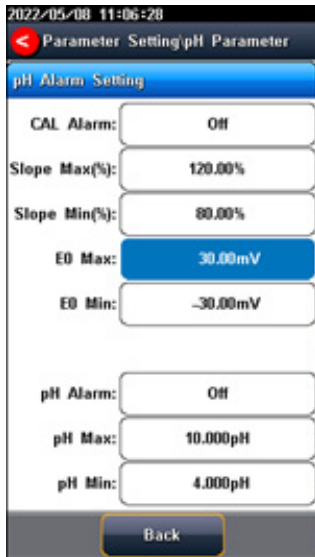 2022/05/08 11:06:28
< Parameter Setting\pH Parameter
pH Alarm Setting
CAL Alarm: Off
Slope Max(%): 120.00%
Slope Min(%): 80.00%
E0 Max: 30.00mV
E0 Min: -30.00mV
pH Alarm: Off
pH Max: 10.000pH
pH Min: 4.000pH
Back